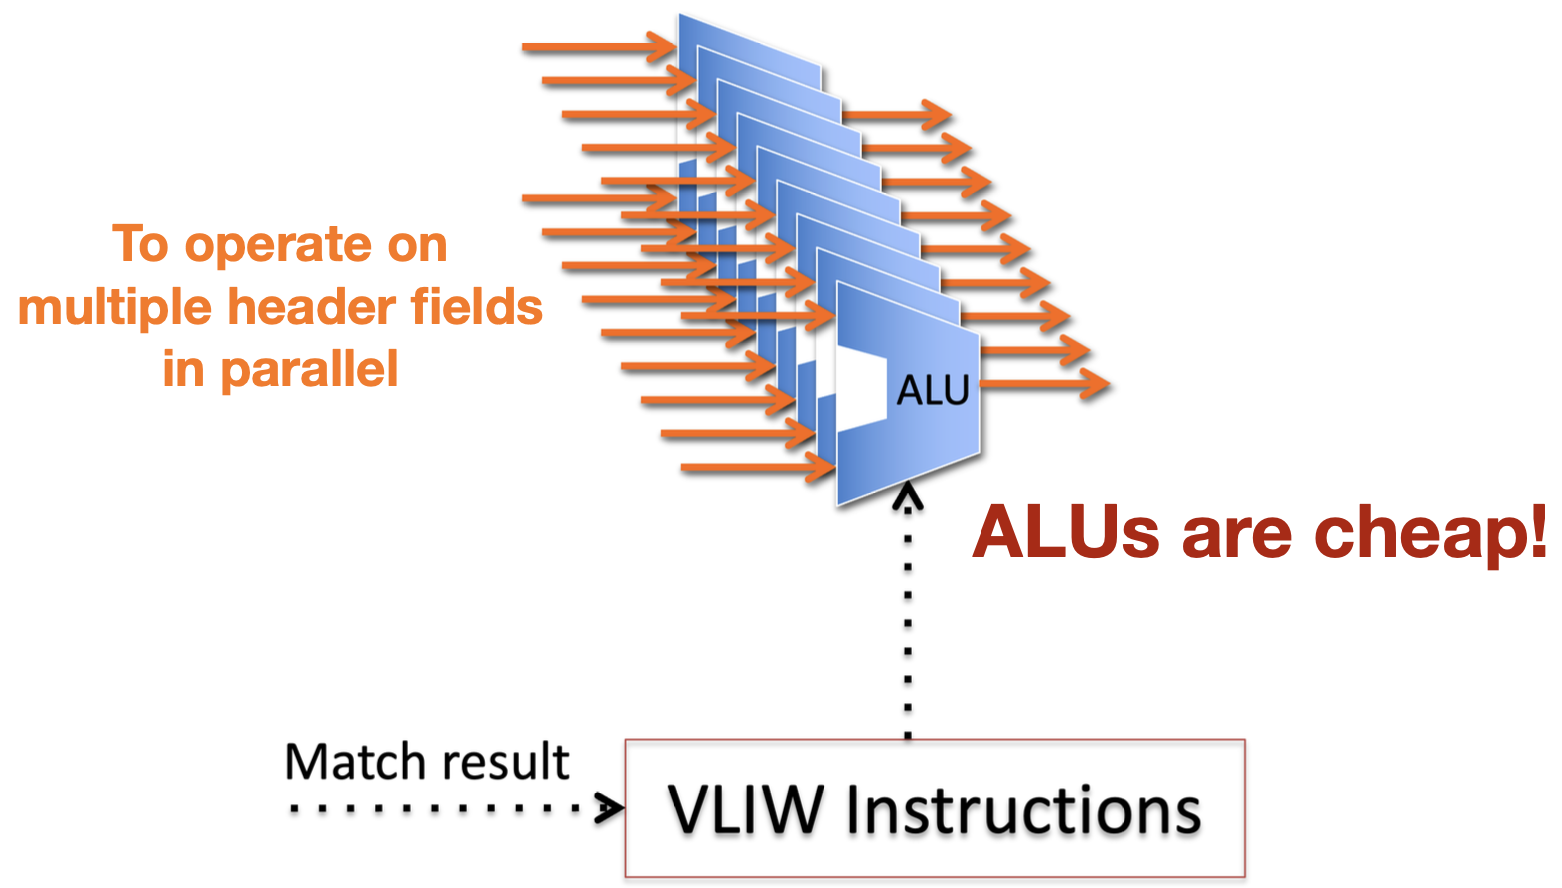 To operate on
multiple header fields
in parallel
ALU
ALUs are cheap!
Match result
VLIW Instructions